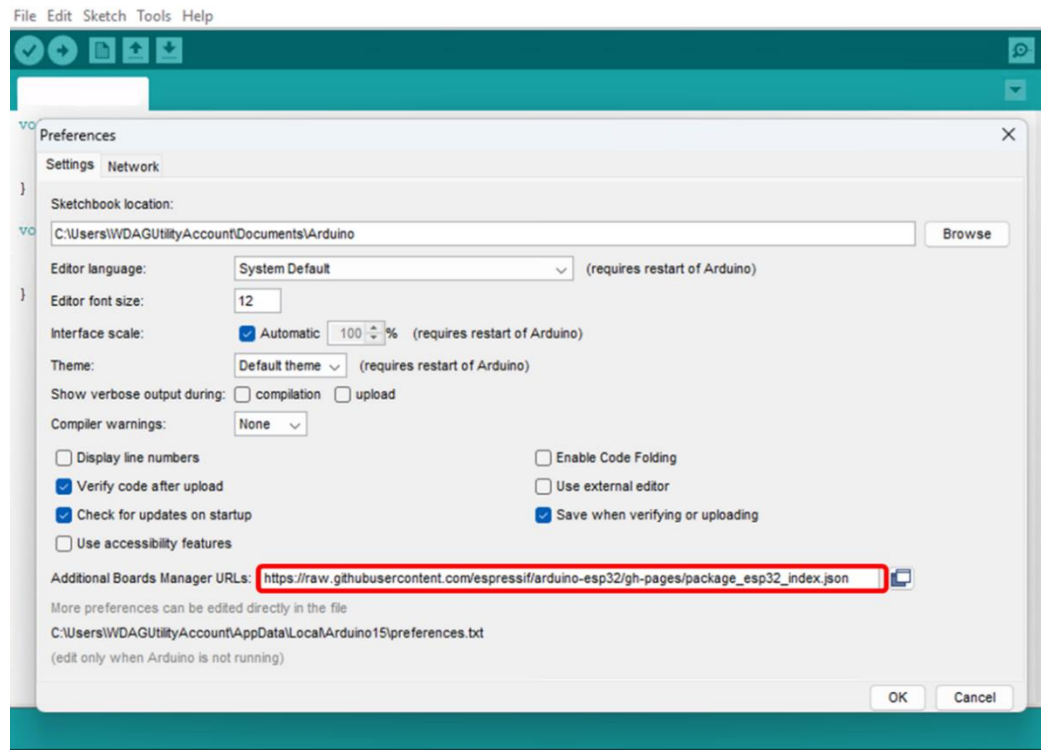 File Edit Sketch Tools Help
vo
Preferences
Settings Network
}
Sketchbook location:
vo
C:\Users\WDAGUtilityAccount\Documents\Arduino Browse
Editor language: System Default (requires restart of Arduino)
}
Editor font size: 12
Interface scale: Automatic 100 % (requires restart of Arduino)
Theme: Default theme (requires restart of Arduino)
Show verbose output during: compilation upload
Compiler warnings: None
Display line numbers Enable Code Folding
Verify code after upload Use external editor
Check for updates on startup Save when verifying or uploading
Use accessibility features
Additional Boards Manager URLs: https://raw.githubusercontent.com/espressif/arduino-esp32/gh-pages/package_esp32_index.json
More preferences can be edited directly in the file
C:\Users\WDAGUtilityAccount\AppData\Local\Arduino15\preferences.txt
(edit only when Arduino is not running)
OK Cancel